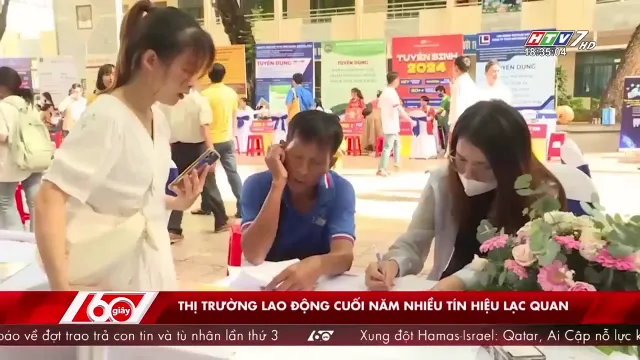 HTV7 HD
18:35:04
TUYỂN DỤNG
TUYỂN DỤNG
TUYỂN SINH
2024
TUYỂN DỤNG
60 giây
THỊ TRƯỜNG LAO ĐỘNG CUỐI NĂM NHIỀU TÍN HIỆU LẠC QUAN
báo về đợt trao trả con tin và tù nhân lần thứ 3
60
Xung đột Hamas-Israel: Qatar, Ai Cập nỗ lực k